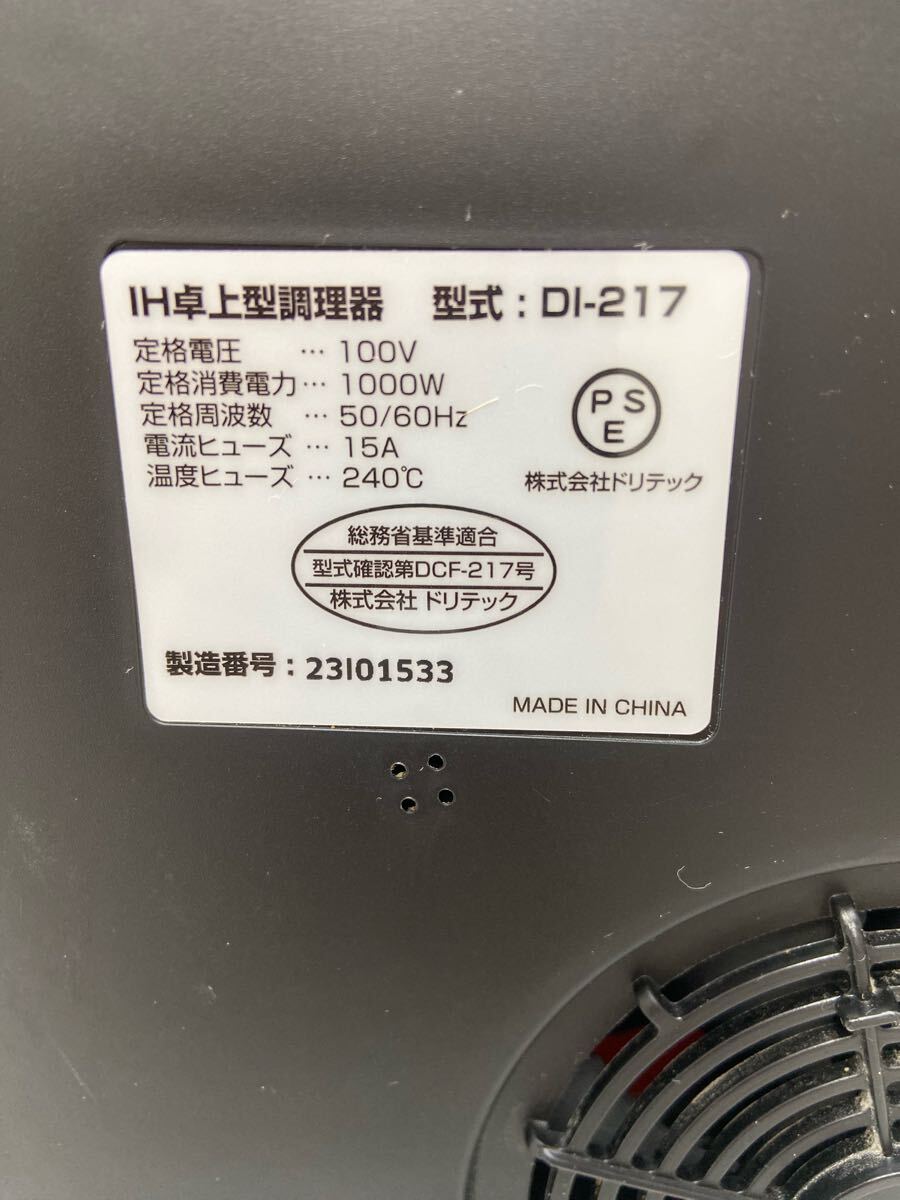 IH卓上型調理器 型式：DI-217
定格電圧 … 100V
定格消費電力… 1000W
定格周波数 … 50/60Hz
電流ヒューズ … 15A
温度ヒューズ … 240℃
PSE
株式会社ドリテック
総務省基準適合
型式確認第DCF-217号
株式会社 ドリテック
製造番号：23I01533
MADE IN CHINA